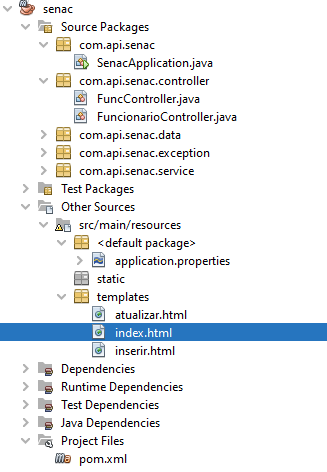 senac
Source Packages
com.api.senac
SenacApplication.java
com.api.senac.controller
FuncController.java
FuncionarioController.java
com.api.senac.data
com.api.senac.exception
com.api.senac.service
Test Packages
Other Sources
src/main/resources
<default package>
application.properties
static
templates
atualizar.html
index.html
inserir.html
Dependencies
Runtime Dependencies
Test Dependencies
Java Dependencies
Project Files
pom.xml